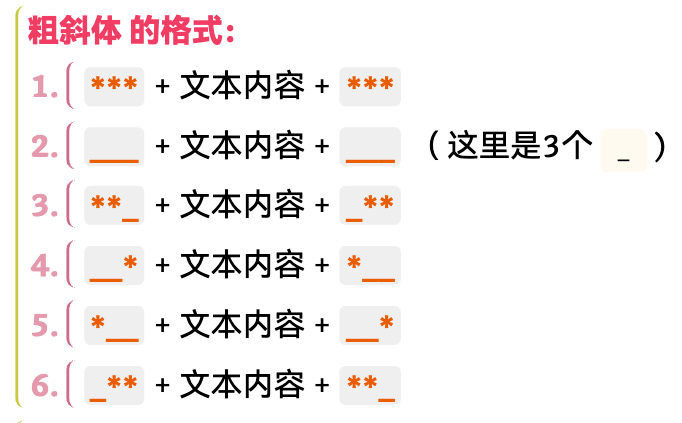 粗斜体 的格式:
1. *** + 文本内容 + ***
2. ___ + 文本内容 + ___ （ 这里是3个 _ ）
3. **_ + 文本内容 + _**
4. __* + 文本内容 + *__
5. *__ + 文本内容 + __*
6. _** + 文本内容 + **_